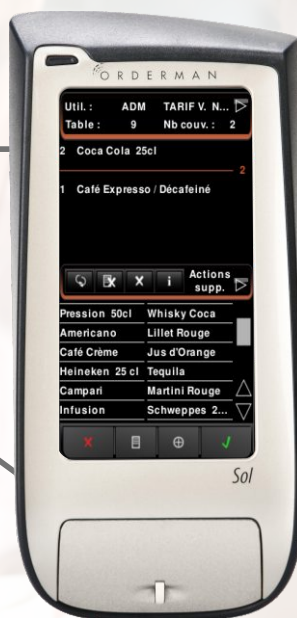 ORDERMAN
Util. : ADM TARIF V. N...
Table : 9 Nb couv. : 2
2 Coca Cola 25cl
2
1 Café Expresso / Décafeiné
X i Actions
supp.
Pression 50cl Whisky Coca
Americano Lillet Rouge
Café Crème Jus d'Orange
Heineken 25 cl Tequila
Campari Martini Rouge
Infusion Schweppes 2...
Sol